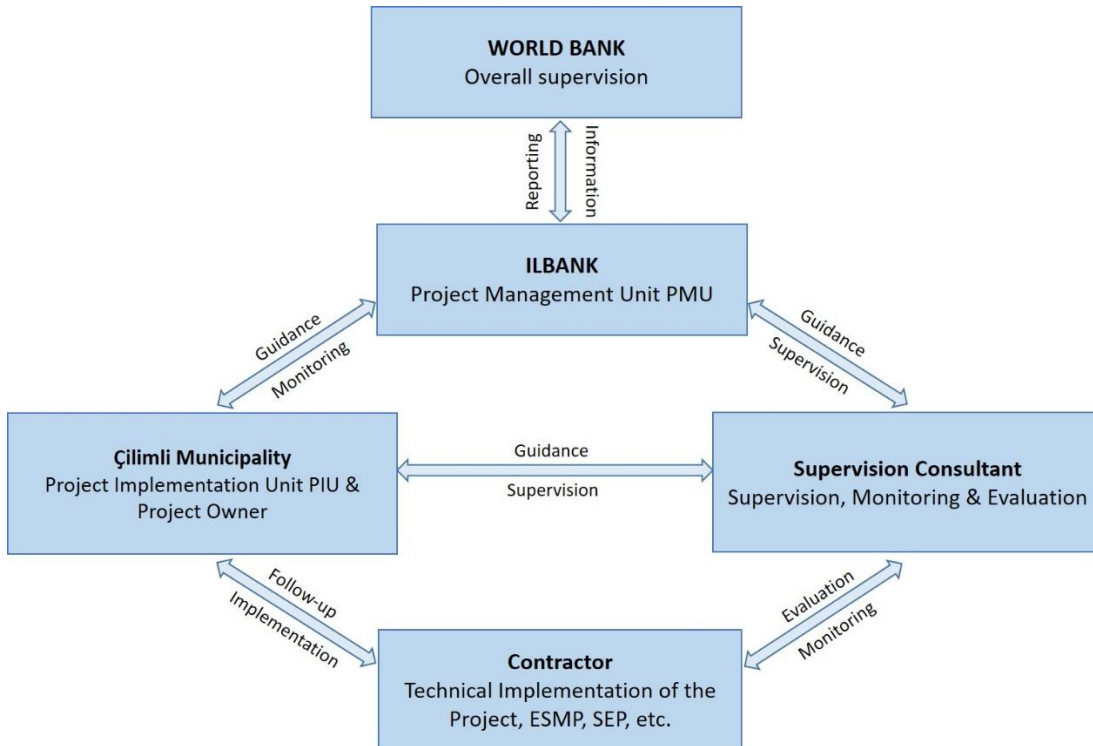 WORLD BANK
Overall supervision
Reporting
Information
ILBANK
Project Management Unit PMU
Guidance
Monitoring
Guidance
Supervision
Çilimli Municipality
Project Implementation Unit PIU &
Project Owner
Guidance
Supervision
Supervision Consultant
Supervision, Monitoring & Evaluation
Follow-up
Implementation
Evaluation
Monitoring
Contractor
Technical Implementation of the
Project, ESMP, SEP, etc.